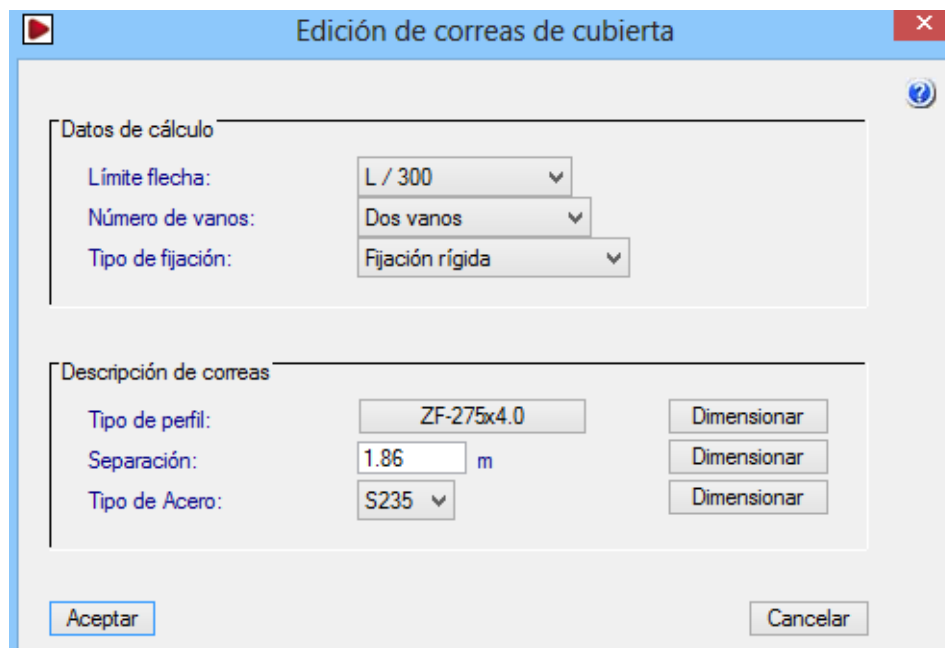 Edición de correas de cubierta
Datos de cálculo
Límite flecha: L / 300
Número de vanos: Dos vanos
Tipo de fijación: Fijación rígida
Descripción de correas
Tipo de perfil: ZF-275x4.0 Dimensionar
Separación: 1.86 m Dimensionar
Tipo de Acero: S235 Dimensionar
Aceptar Cancelar